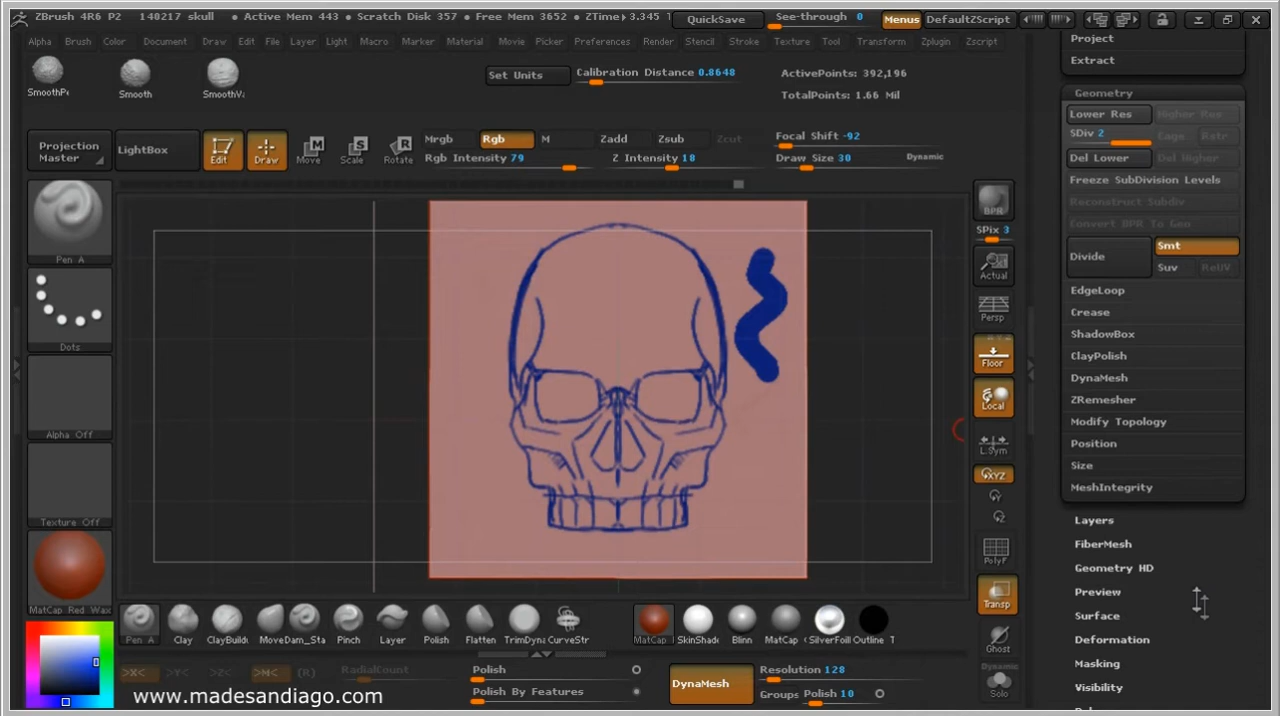 ZBrush 4R6 P2 140217 skull • Active Mem 443 • Scratch Disk 357 • Free Mem 3652 • ZTime▸3.345 T QuickSave See-through 0 Menus DefaultZScript
Alpha Brush Color Document Draw Edit File Layer Light Macro Marker Material Movie Picker Preferences Render Stencil Stroke Texture Tool Transform Zplugin Zscript
SmoothPe Smooth SmoothVa
Set Units Calibration Distance 0.8648
ActivePoints: 392,196
TotalPoints: 1.66 Mil
Projection
Master
LightBox
Edit Draw Move Scale Rotate
Mrgb Rgb M Zadd Zsub Zcut
Rgb Intensity 79 Z Intensity 18
Focal Shift -92
Draw Size 30 Dynamic
Pen A
Dots
Alpha Off
Texture Off
MatCap Red Wax
BPR
SPix 3
Actual
Persp
Floor
Local
L.Sym
XYZ
PolyF
Transp
Ghost
Dynamic
Solo
Project
Extract
Geometry
Lower Res Higher Res
SDiv 2 Cage Rstr
Del Lower Del Higher
Freeze SubDivision Levels
Reconstruct Subdiv
Convert BPR To Geo
Divide Smt
Suv ReUV
EdgeLoop
Crease
ShadowBox
ClayPolish
DynaMesh
ZRemesher
Modify Topology
Position
Size
MeshIntegrity
Layers
FiberMesh
Geometry HD
Preview
Surface
Deformation
Masking
Visibility
Pen A Clay ClayBuild MoveDam_Sta Pinch Layer Polish Flatten TrimDyna CurveStr MatCap SkinShade Blinn MatCap SilverFoil Outline T
>X< >Y< >Z< >M< (R) RadialCount
Polish
Polish By Features
DynaMesh
Resolution 128
Groups Polish 10
www.madesandiago.com